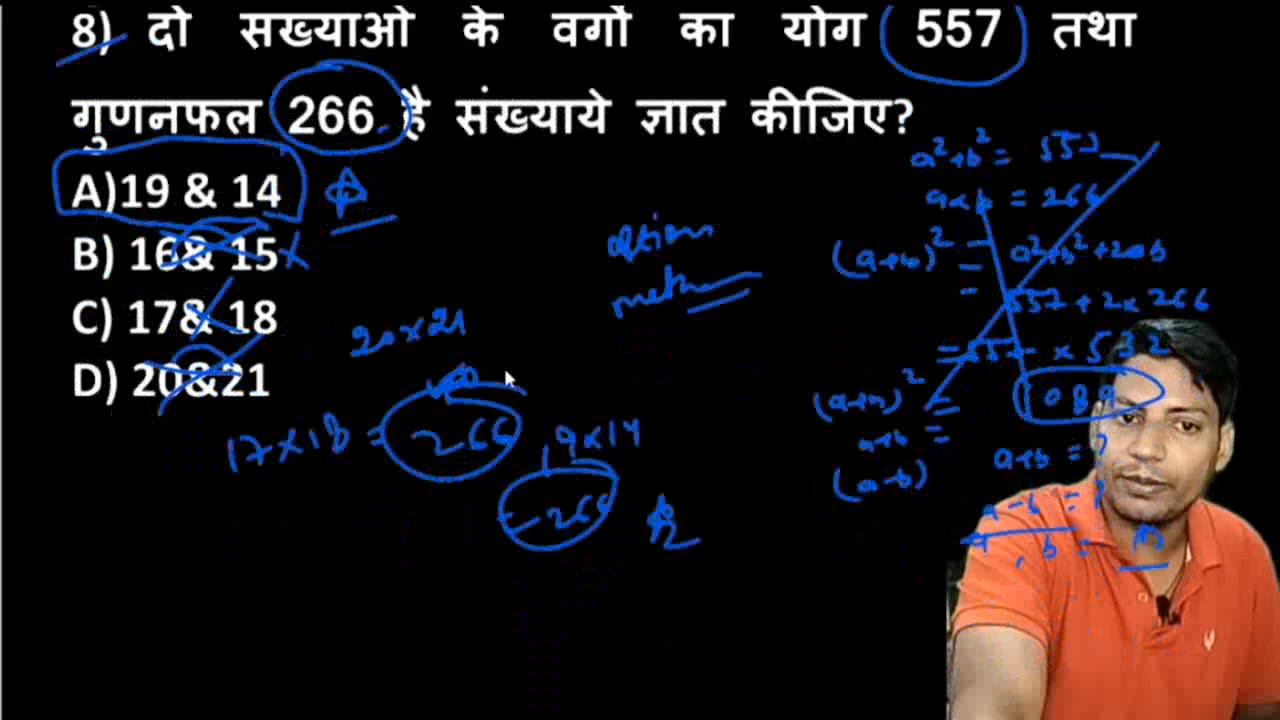 8) दो सख्याओ के वर्गो का योग 557 तथा
गुणनफल 266 है संख्याये ज्ञात कीजिए?
A)19 & 14
B) 16& 15
C) 17& 18
D) 20&21
option
method
20×21
17×18 = 266
19×14
= 266
a²+b² = 557
a×b = 266
(a+b)² = a²+b²+2ab
= 557+2×266
= 557 × 532
(a+b)² = 1089
a+b =
(a-b)
a+b = ?
a-b = ?
a, b =